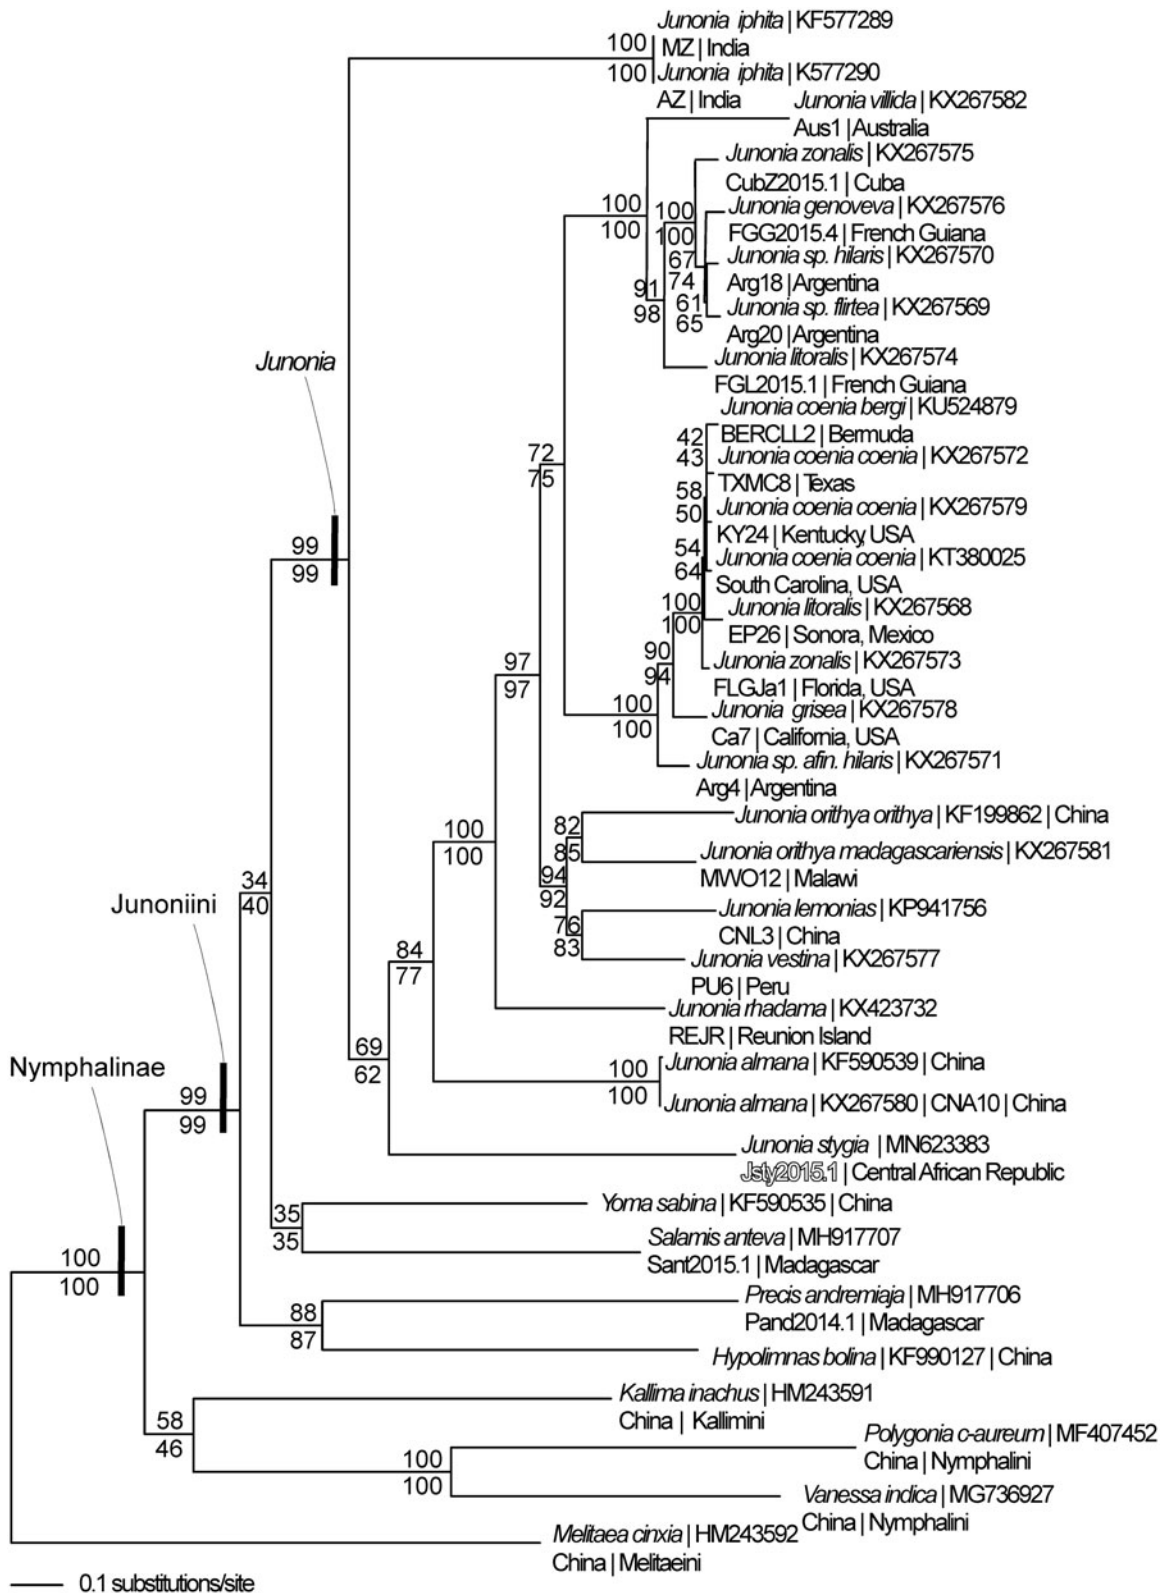 Junonia iphita | KF577289
100
MZ | India
100
Junonia iphita | K577290
AZ | India
Junonia villida | KX267582
Aus1 | Australia
Junonia zonalis | KX267575
CubZ2015.1 | Cuba
100
100
100
100
Junonia genoveva | KX267576
FGG2015.4 | French Guiana
67
74
Junonia sp. hilaris | KX267570
Arg18 | Argentina
91
98
61
65
Junonia sp. flirtea | KX267569
Arg20 | Argentina
Junonia litoralis | KX267574
FGL2015.1 | French Guiana
Junonia
Junonia coenia bergi | KU524879
BERCLL2 | Bermuda
42
43
Junonia coenia coenia | KX267572
TXMC8 | Texas
72
75
58
50
Junonia coenia coenia | KX267579
KY24 | Kentucky, USA
99
99
54
64
Junonia coenia coenia | KT380025
South Carolina, USA
100
100
Junonia litoralis | KX267568
EP26 | Sonora, Mexico
97
97
90
94
Junonia zonalis | KX267573
FLGJa1 | Florida, USA
100
100
Junonia grisea | KX267578
Ca7 | California, USA
Junonia sp. afin. hilaris | KX267571
Arg4 | Argentina
100
100
82
85
Junonia orithya orithya | KF199862 | China
Junonia orithya madagascariensis | KX267581
MWO12 | Malawi
34
40
94
92
Junoniini
76
83
Junonia lemonias | KP941756
CNL3 | China
84
77
Junonia vestina | KX267577
PU6 | Peru
Junonia rhadama | KX423732
REJR | Reunion Island
Nymphalinae
69
62
100
100
Junonia almana | KF590539 | China
Junonia almana | KX267580 | CNA10 | China
99
99
Junonia stygia | MN623383
Jsty2015.1 | Central African Republic
35
35
Yoma sabina | KF590535 | China
Salamis anteva | MH917707
Sant2015.1 | Madagascar
100
100
88
87
Precis andremiaja | MH917706
Pand2014.1 | Madagascar
Hypolimnas bolina | KF990127 | China
Kallima inachus | HM243591
China | Kallimini
58
46
Polygonia c-aureum | MF407452
China | Nymphalini
100
100
Vanessa indica | MG736927
China | Nymphalini
Melitaea cinxia | HM243592
China | Melitaeini
0.1 substitutions/site